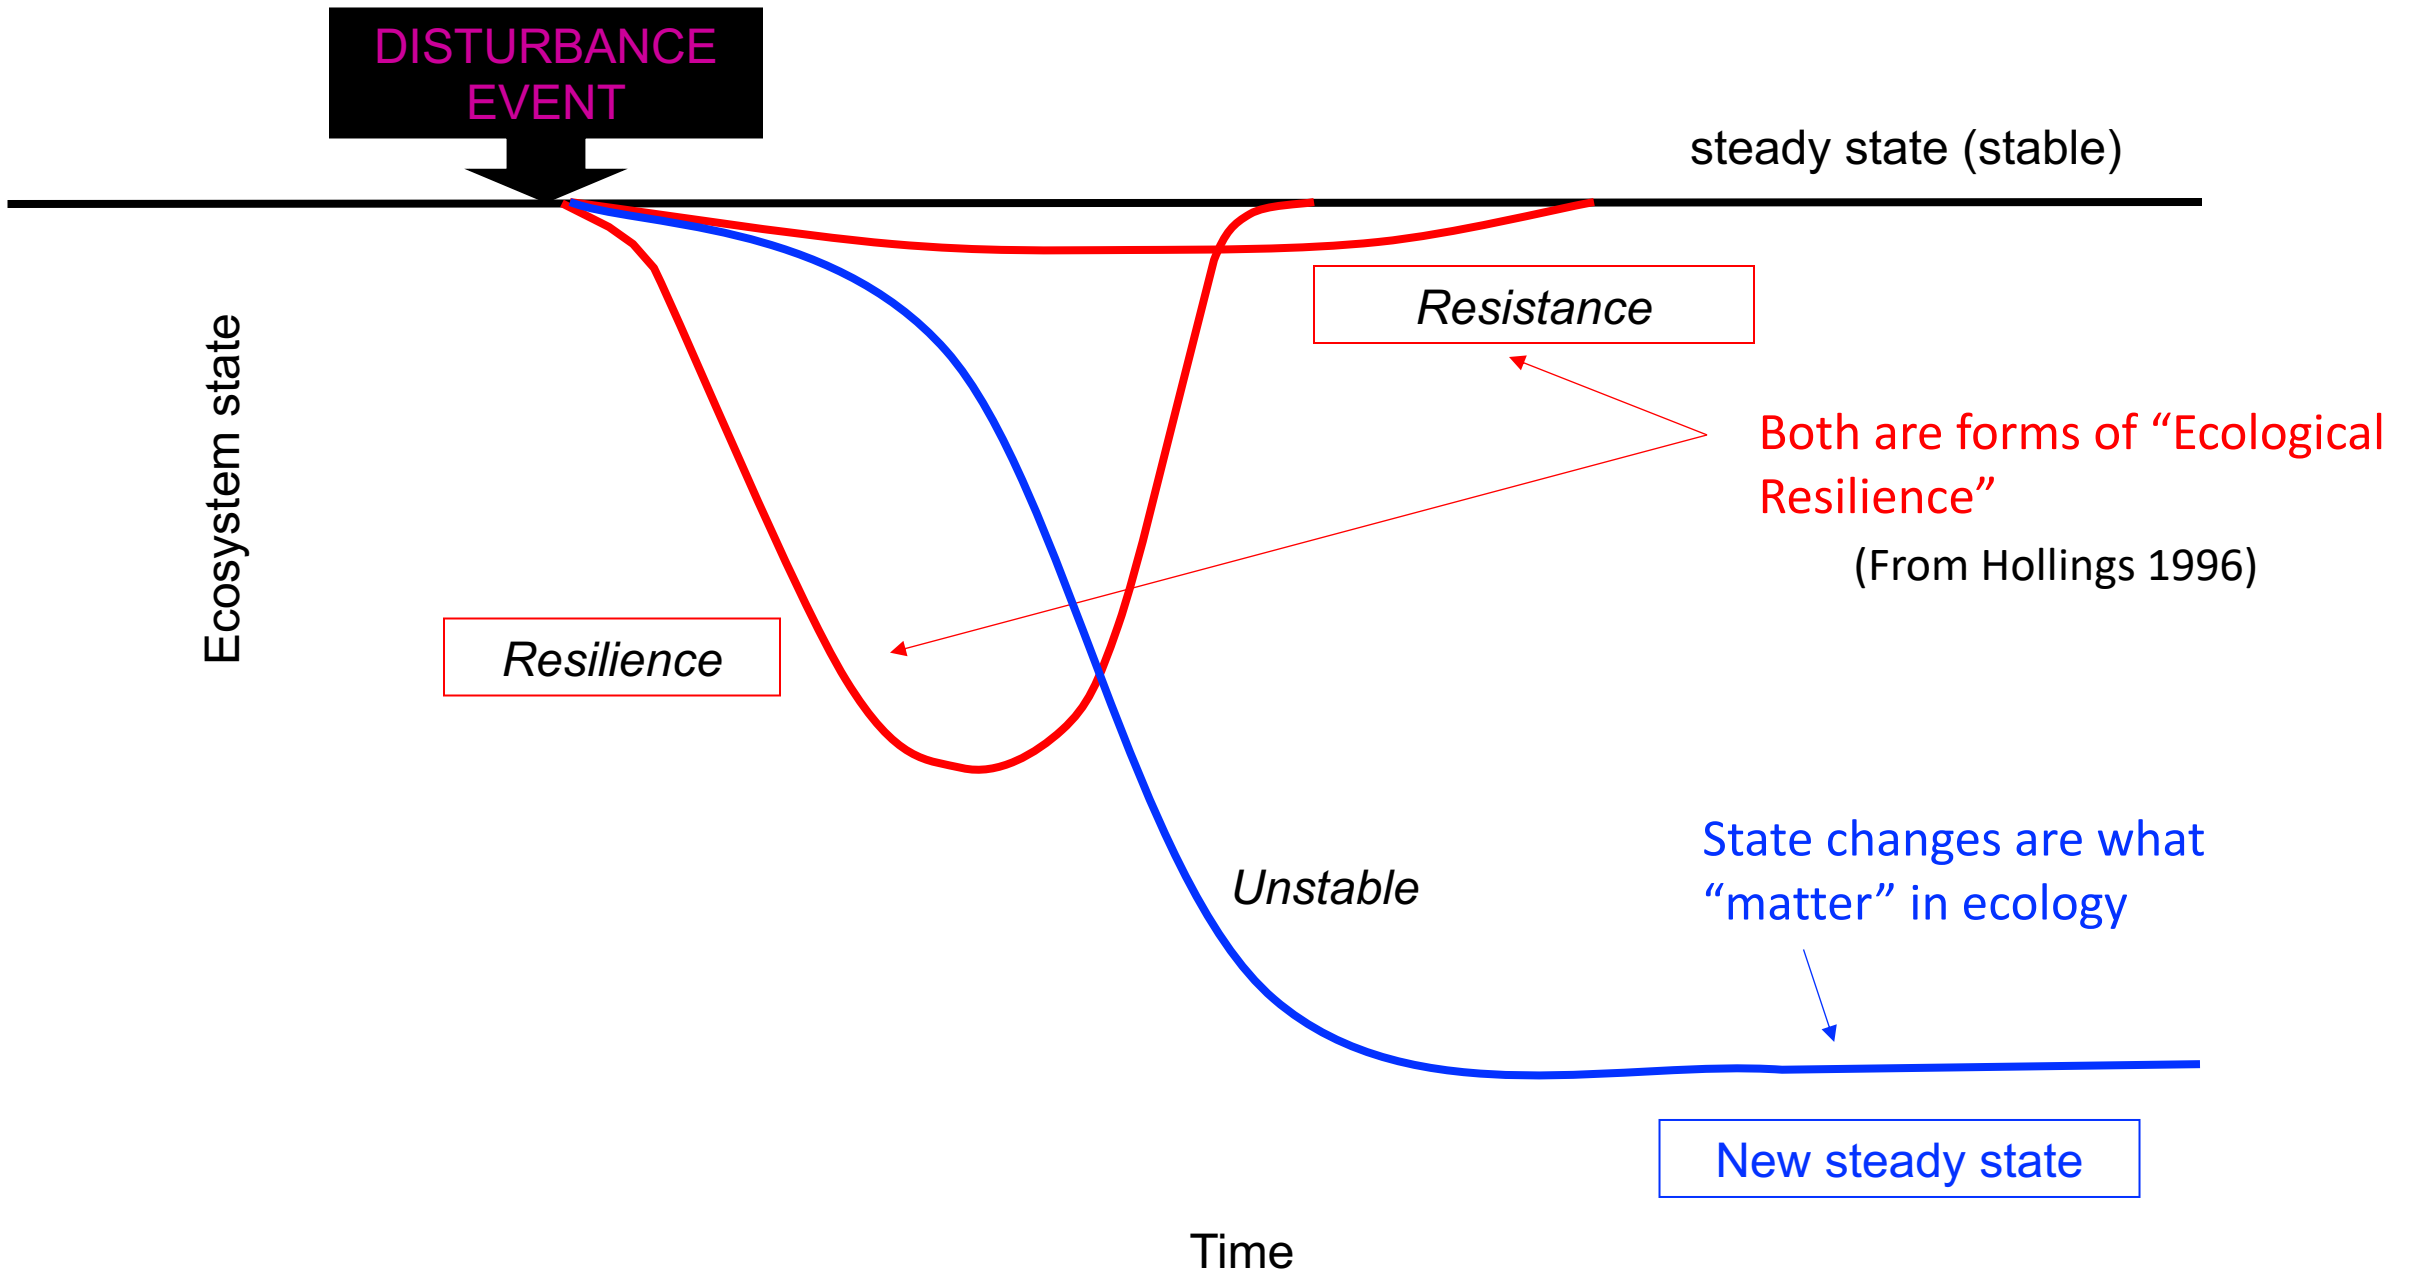 DISTURBANCE
EVENT
steady state (stable)
Ecosystem state
Resistance
Both are forms of “Ecological
Resilience”
(From Hollings 1996)
Resilience
State changes are what
“matter” in ecology
Unstable
New steady state
Time